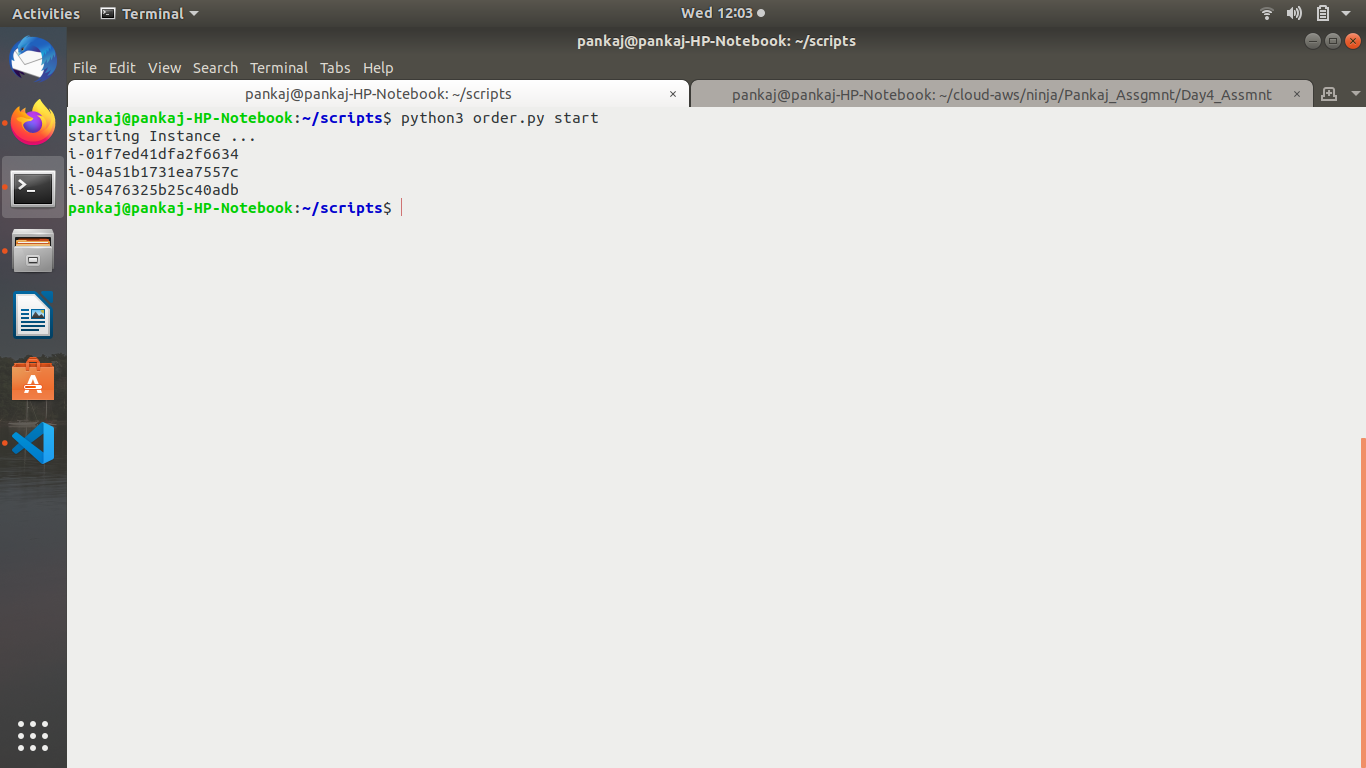 Activities Terminal Wed 12:03
pankaj@pankaj-HP-Notebook: ~/scripts
File Edit View Search Terminal Tabs Help
pankaj@pankaj-HP-Notebook: ~/scripts × pankaj@pankaj-HP-Notebook: ~/cloud-aws/ninja/Pankaj_Assgmnt/Day4_Assmnt ×
pankaj@pankaj-HP-Notebook:~/scripts$ python3 order.py start
starting Instance ...
i-01f7ed41dfa2f6634
i-04a51b1731ea7557c
i-05476325b25c40adb
pankaj@pankaj-HP-Notebook:~/scripts$